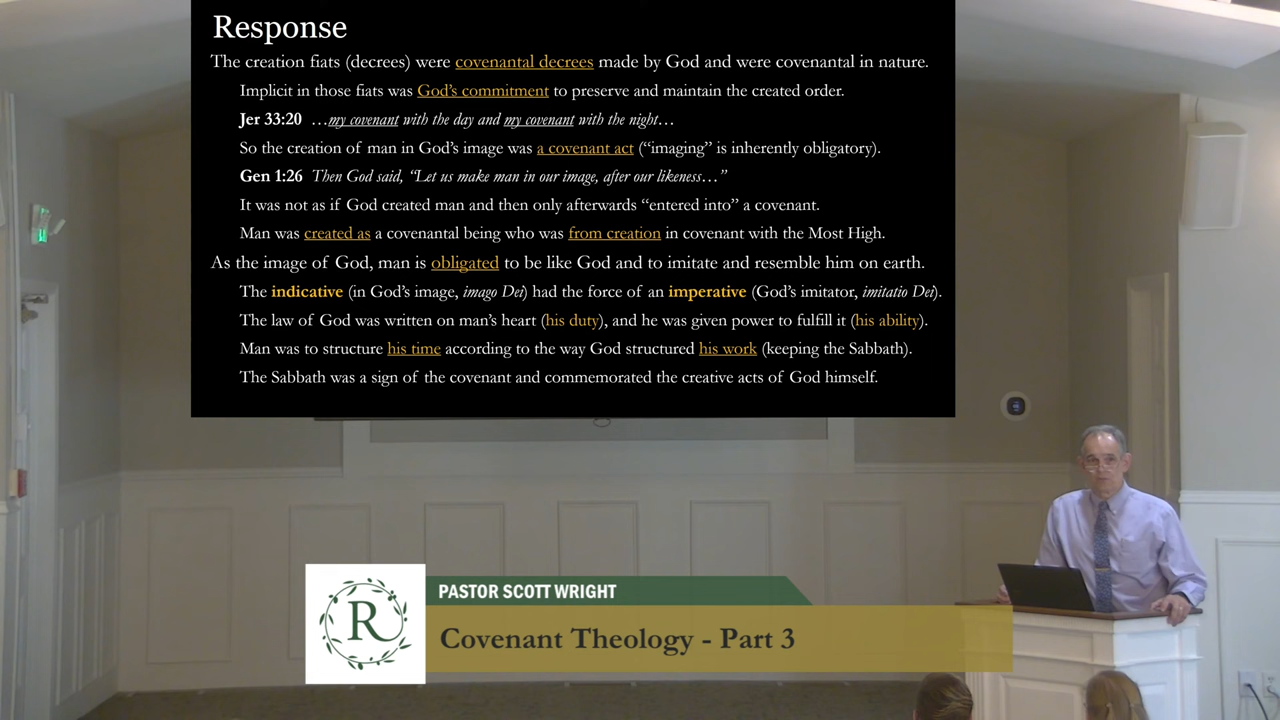 Response
The creation fiats (decrees) were covenantal decrees made by God and were covenantal in nature.
Implicit in those fiats was God's commitment to preserve and maintain the created order.
Jer 33:20 …my covenant with the day and my covenant with the night…
So the creation of man in God's image was a covenant act ("imaging" is inherently obligatory).
Gen 1:26 Then God said, "Let us make man in our image, after our likeness…"
It was not as if God created man and then only afterwards "entered into" a covenant.
Man was created as a covenantal being who was from creation in covenant with the Most High.
As the image of God, man is obligated to be like God and to imitate and resemble him on earth.
The indicative (in God's image, imago Dei) had the force of an imperative (God's imitator, imitatio Dei).
The law of God was written on man's heart (his duty), and he was given power to fulfill it (his ability).
Man was to structure his time according to the way God structured his work (keeping the Sabbath).
The Sabbath was a sign of the covenant and commemorated the creative acts of God himself.
R
PASTOR SCOTT WRIGHT
Covenant Theology - Part 3